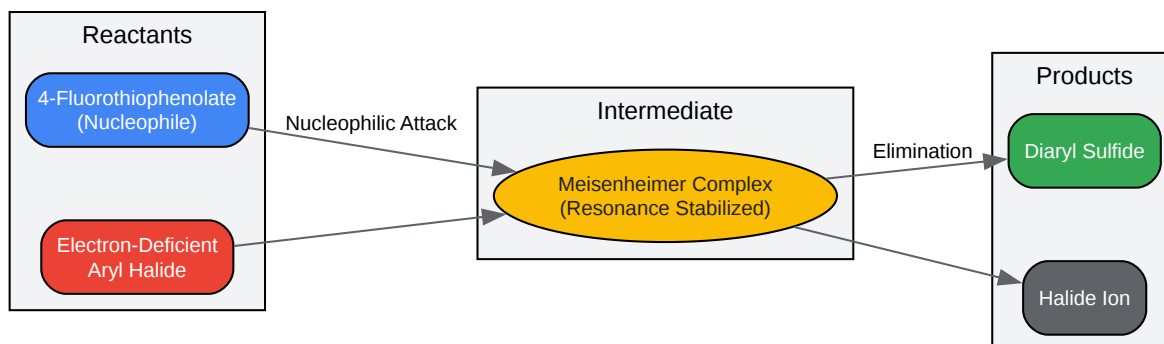 Reactants
4-Fluorothiophenolate
(Nucleophile)
Electron-Deficient
Aryl Halide
Nucleophilic Attack
Intermediate
Meisenheimer Complex
(Resonance Stabilized)
Elimination
Products
Diaryl Sulfide
Halide Ion